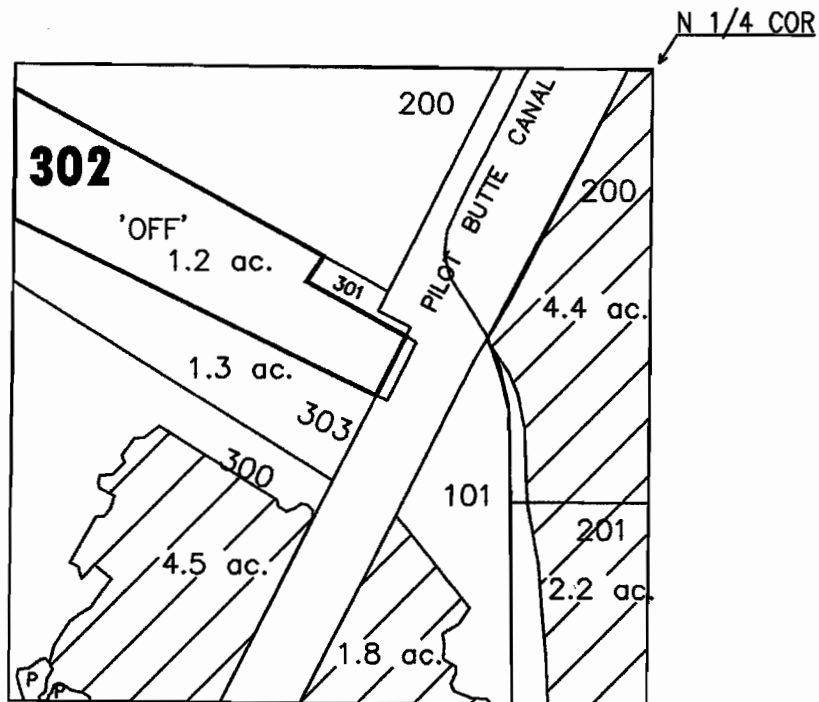 N 1/4 COR
200
PILOT BUTTE CANAL
302
200
'OFF'
1.2 ac.
301
4.4 ac.
1.3 ac.
303
300
101
201
4.5 ac.
2.2 ac.
1.8 ac.
P
P